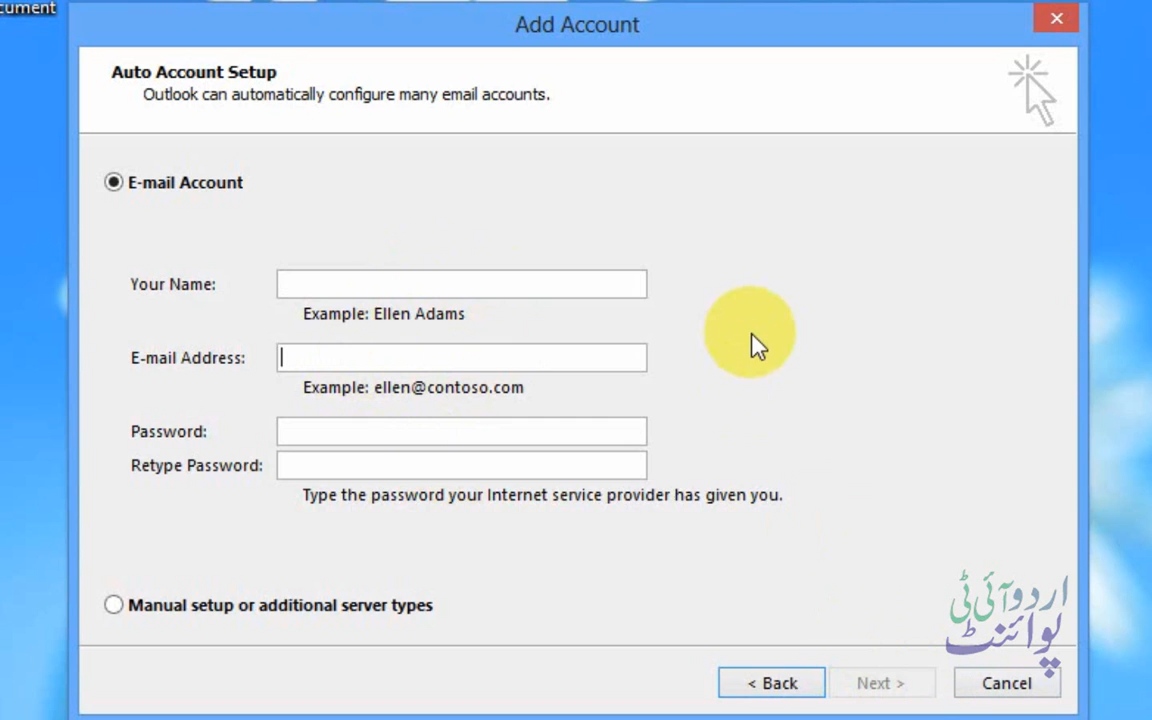 cument
Add Account
Auto Account Setup
Outlook can automatically configure many email accounts.
E-mail Account
Your Name:
Example: Ellen Adams
E-mail Address:
Example: ellen@contoso.com
Password:
Retype Password:
Type the password your Internet service provider has given you.
Manual setup or additional server types
اردو آئی ٹی
پوائنٹ
< Back
Next >
Cancel